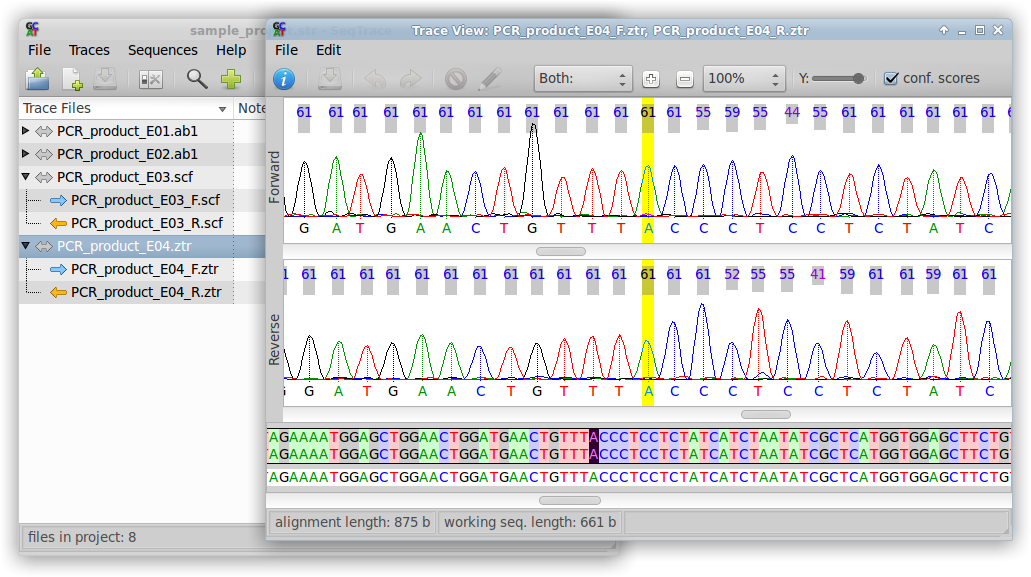 sample_pro
Trace View: PCR_product_E04_F.ztr, PCR_product_E04_R.ztr
File Traces Sequences Help
File Edit
Both: 100% Y: conf. scores
Trace Files Note
PCR_product_E01.ab1
PCR_product_E02.ab1
PCR_product_E03.scf
PCR_product_E03_F.scf
PCR_product_E03_R.scf
PCR_product_E04.ztr
PCR_product_E04_F.ztr
PCR_product_E04_R.ztr
Forward
61 61 61 61 61 61 61 61 61 61 61 61 61 61 55 59 55 44 55 61 61 61 61 61 61
G A T G A A C T G T T T A C C C T C C T C T A T C
Reverse
61 61 61 61 61 61 61 61 61 61 61 61 61 61 61 52 55 55 41 59 61 61 59 61 61
G A T G A A C T G T T T A C C C T C C T C T A T C
AGAAAATGGAGCTGGAACTGGATGAACTGTTTACCCTCCTCTATCATCTAATATCGCTCATGGTGGAGCTTCTG
AGAAAATGGAGCTGGAACTGGATGAACTGTTTACCCTCCTCTATCATCTAATATCGCTCATGGTGGAGCTTCTG
AGAAAATGGAGCTGGAACTGGATGAACTGTTTACCCTCCTCTATCATCTAATATCGCTCATGGTGGAGCTTCTG
alignment length: 875 b working seq. length: 661 b
files in project: 8